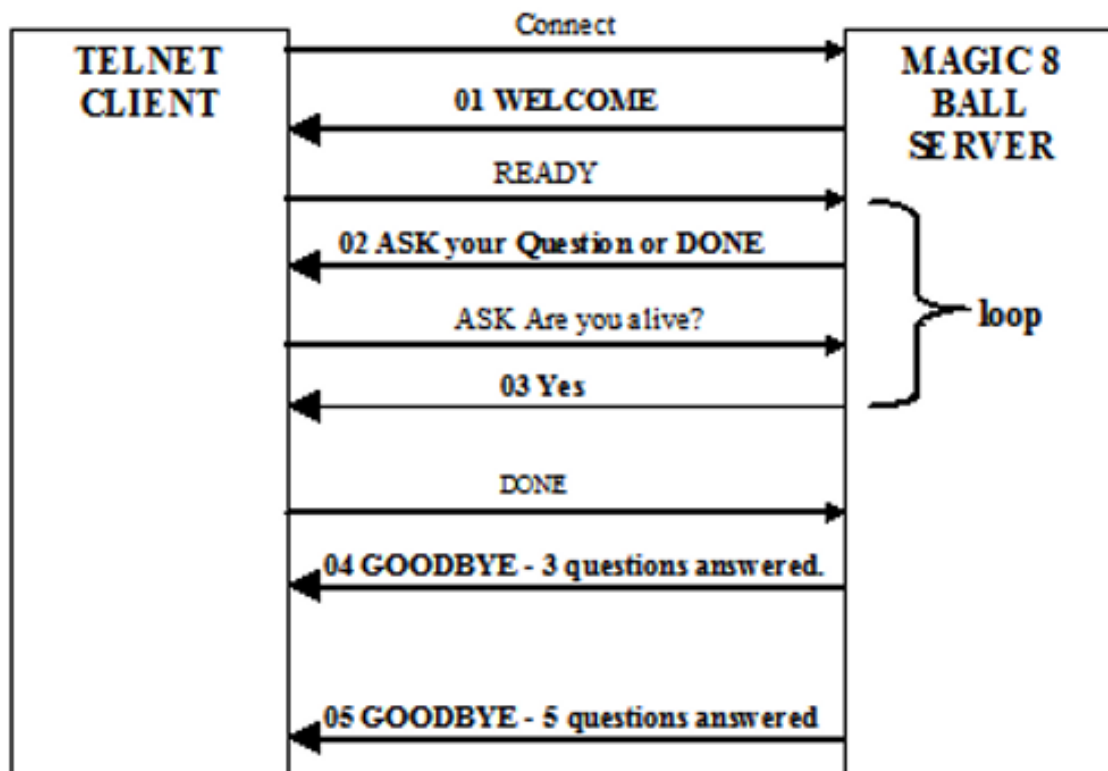 Connect
TELNET
CLIENT
MAGIC 8
BALL
SERVER
01 WELCOME
READY
02 ASK your Question or DONE
ASK Are you alive?
loop
03 Yes
DONE
04 GOODBYE - 3 questions answered.
05 GOODBYE - 5 questions answered